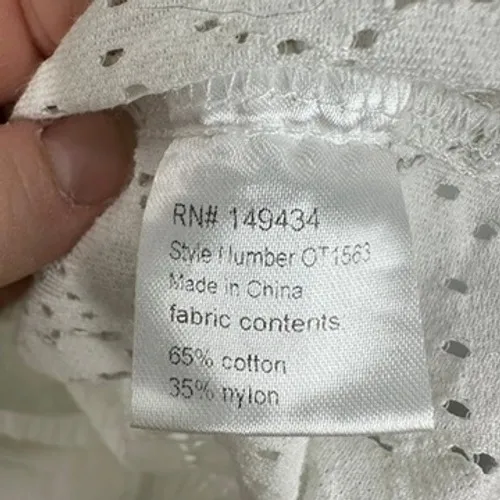 RN# 149434
Style Number OT1563
Made in China
fabric contents
65% cotton
35% nylon